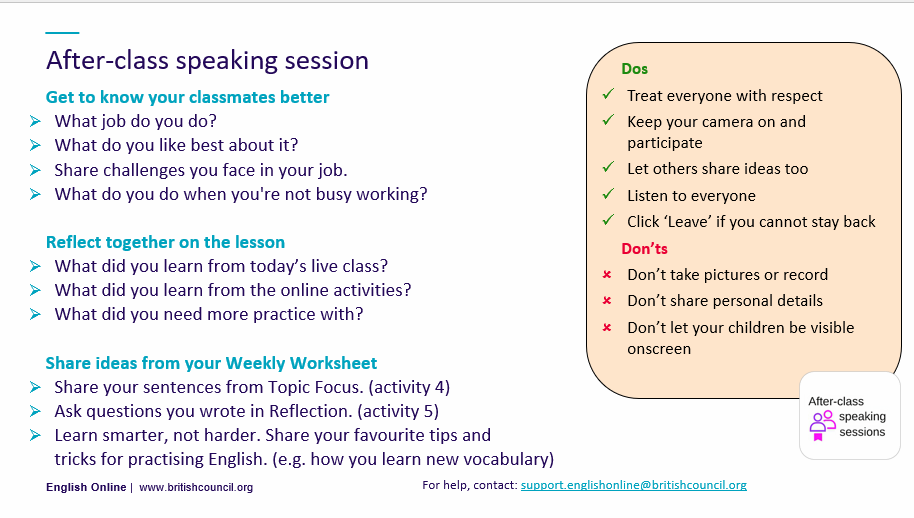 After-class speaking session
Get to know your classmates better
What job do you do?
What do you like best about it?
Share challenges you face in your job.
What do you do when you're not busy working?
Reflect together on the lesson
What did you learn from today’s live class?
What did you learn from the online activities?
What did you need more practice with?
Share ideas from your Weekly Worksheet
Share your sentences from Topic Focus. (activity 4)
Ask questions you wrote in Reflection. (activity 5)
Learn smarter, not harder. Share your favourite tips and
tricks for practising English. (e.g. how you learn new vocabulary)
Dos
Treat everyone with respect
Keep your camera on and
participate
Let others share ideas too
Listen to everyone
Click ‘Leave’ if you cannot stay back
Don’ts
Don’t take pictures or record
Don’t share personal details
Don’t let your children be visible
onscreen
After-class
speaking
sessions
English Online | www.britishcouncil.org
For help, contact: support.englishonline@britishcouncil.org